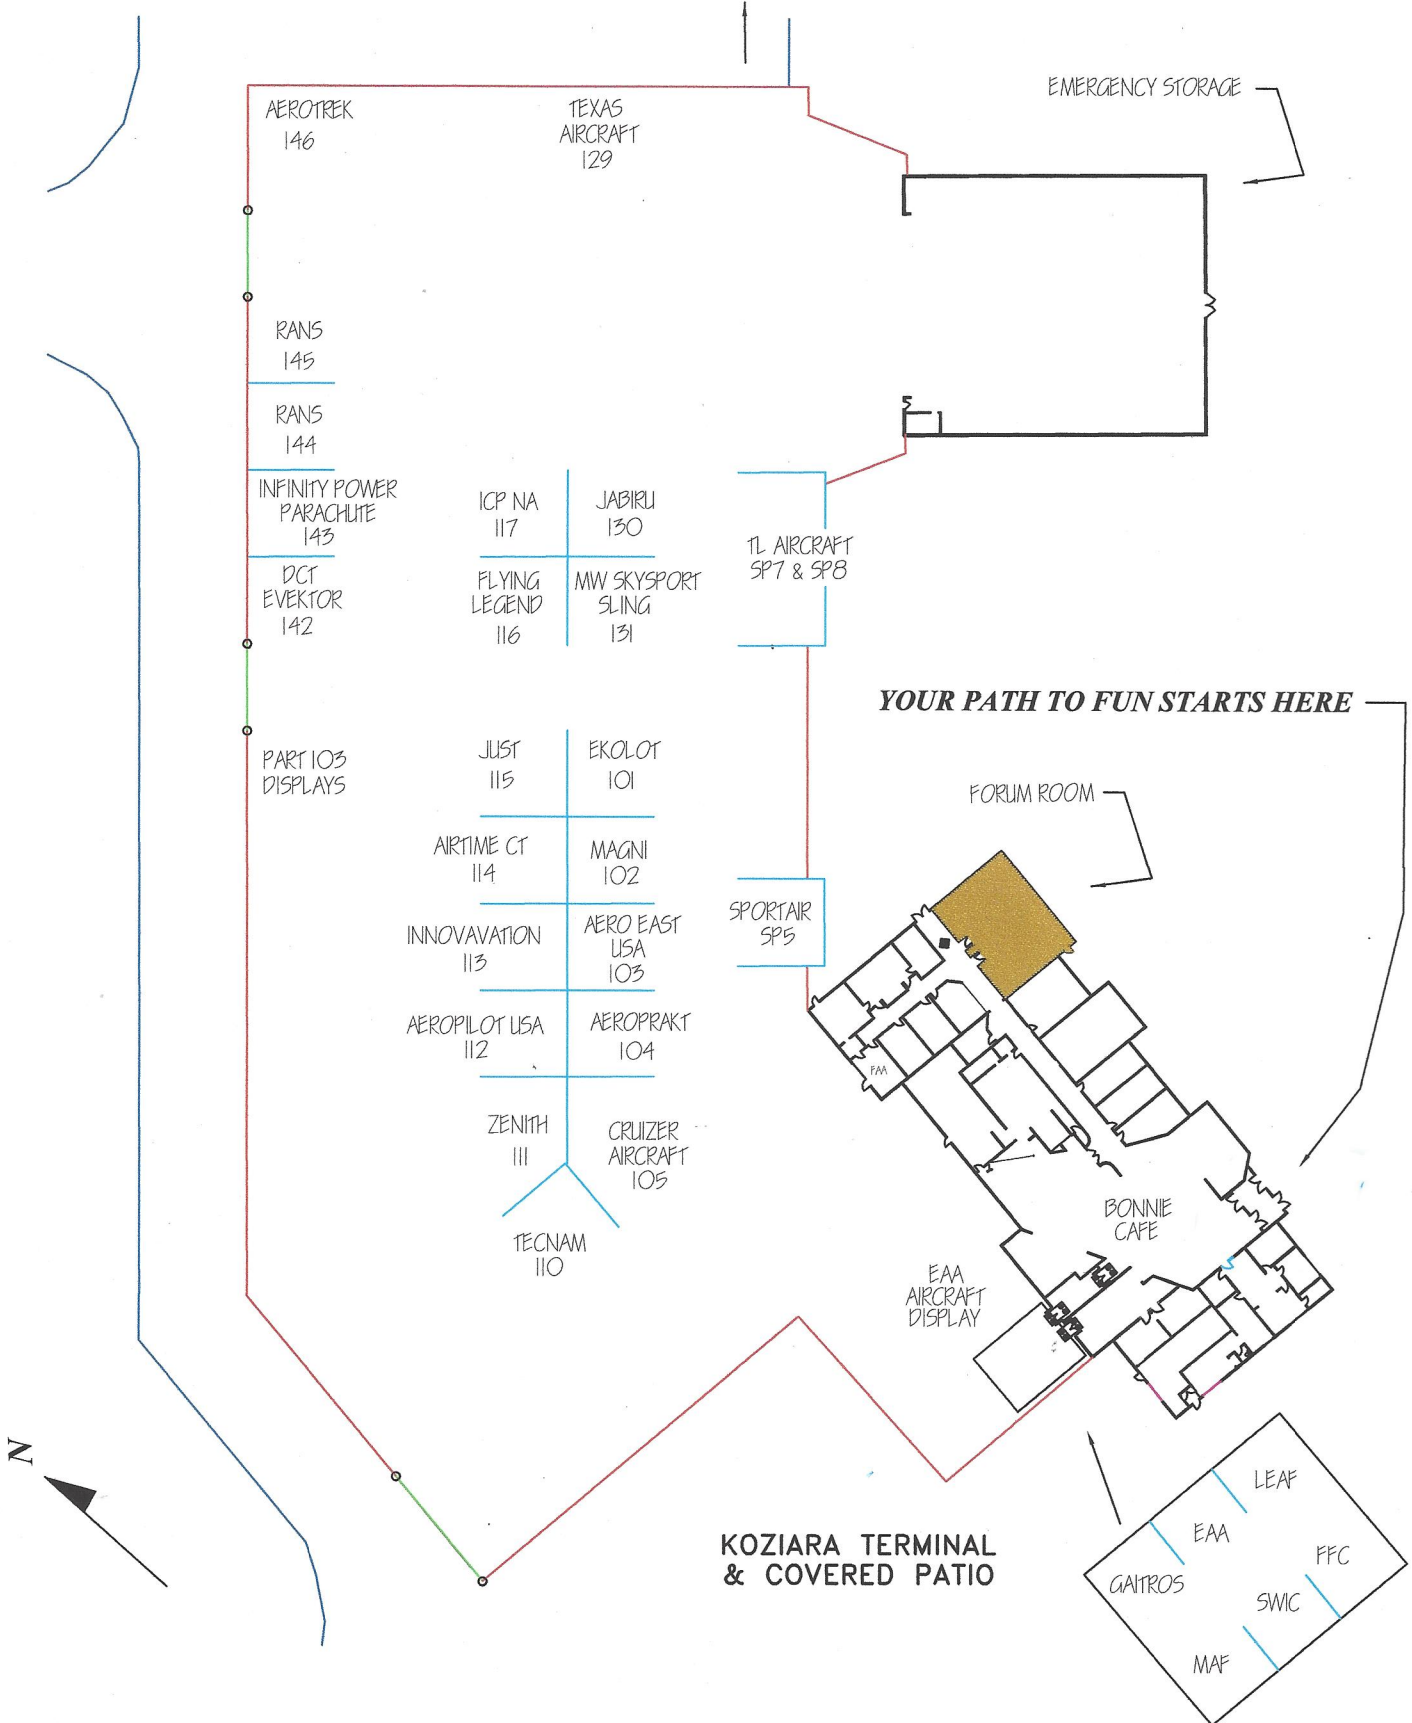 EMERGENCY STORAGE
AEROTREK
146
TEXAS
AIRCRAFT
129
RANS
145
RANS
144
INFINITY POWER
PARACHUTE
143
DCT
EVEKTOR
142
ICP NA
117
JABIRU
130
FLYING
LEGEND
116
MW SKYSPORT
SLING
131
TL AIRCRAFT
SP7 & SP8
YOUR PATH TO FUN STARTS HERE
PART 103
DISPLAYS
JUST
115
EKOLOT
101
FORUM ROOM
AIRTIME CT
114
MAGNI
102
INNOVAVATION
113
AERO EAST
USA
103
SPORTAIR
SP5
AEROPILOT USA
112
AEROPRAKT
104
FAA
ZENITH
111
CRUIZER
AIRCRAFT
105
TECNAM
110
BONNIE
CAFE
EAA
AIRCRAFT
DISPLAY
N
KOZIARA TERMINAL
& COVERED PATIO
LEAF
EAA
FFC
GAITROS
SWIC
MAF